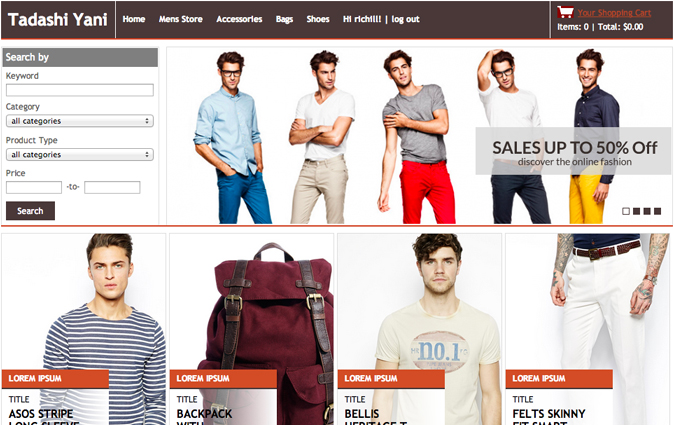 Tadashi Yani
Home Mens Store Accessories Bags Shoes Hi richiii! | log out
Your Shopping Cart
Items: 0 | Total: $0.00
Search by
Keyword
Category
all categories
Product Type
all categories
Price
-to-
Search
SALES UP TO 50% Off
discover the online fashion
LOREM IPSUM
TITLE
ASOS STRIPE
LONG SLEEVE
LOREM IPSUM
TITLE
BACKPACK
WITH
no.1
LOREM IPSUM
TITLE
BELLIS
HERITAGE T
LOREM IPSUM
TITLE
FELTS SKINNY
FIT SMART